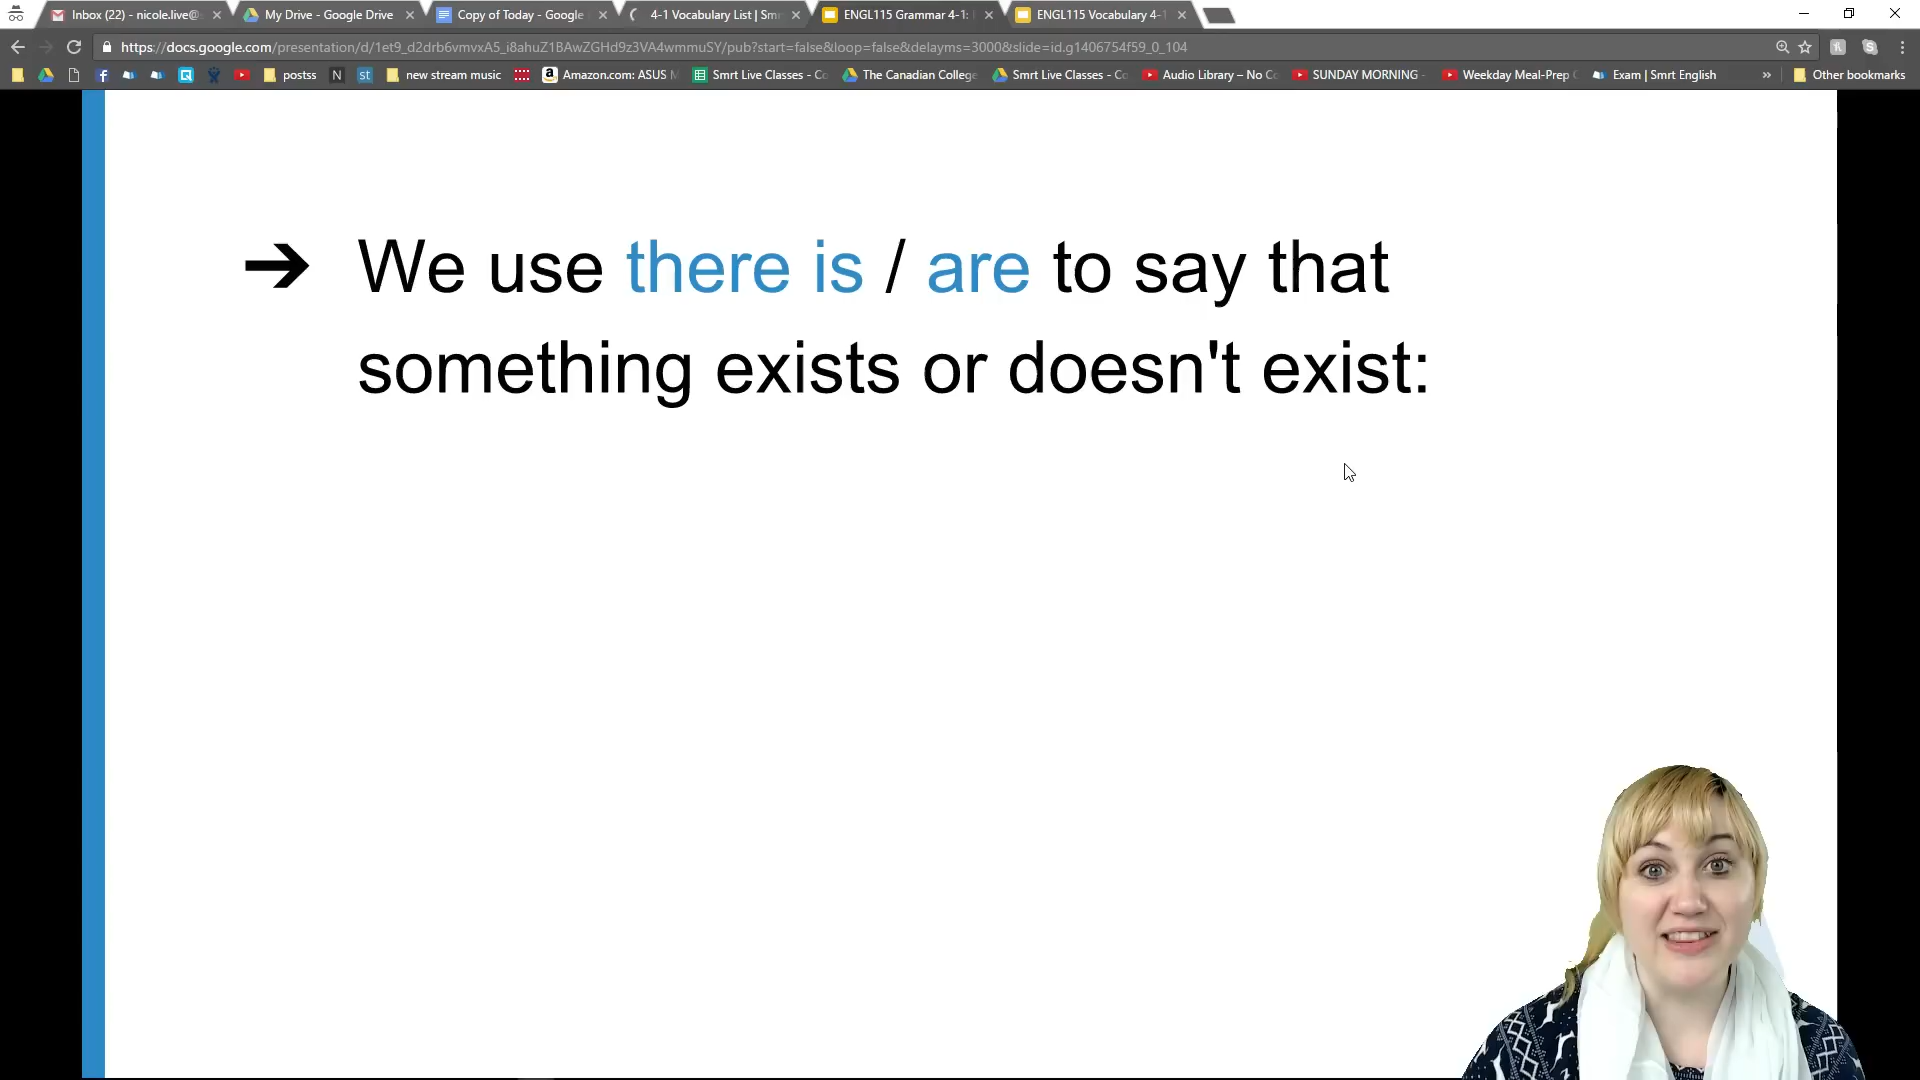 Inbox (22) - nicole.live@
My Drive - Google Drive
Copy of Today - Google
4-1 Vocabulary List | Smr
ENGL115 Grammar 4-1:
ENGL115 Vocabulary 4-1
https://docs.google.com/presentation/d/1et9_d2drb6vmvxA5_i8ahuZ1BAwZGHd9z3VA4wmmuSY/pub?start=false&loop=false&delayms=3000&slide=id.g1406754f59_0_104
postss
N
st
new stream music
Amazon.com: ASUS M
Smrt Live Classes - Co
The Canadian College
Smrt Live Classes - Co
Audio Library – No Co
SUNDAY MORNING -
Weekday Meal-Prep
Exam | Smrt English
»
Other bookmarks
➔ We use there is / are to say that
something exists or doesn't exist: